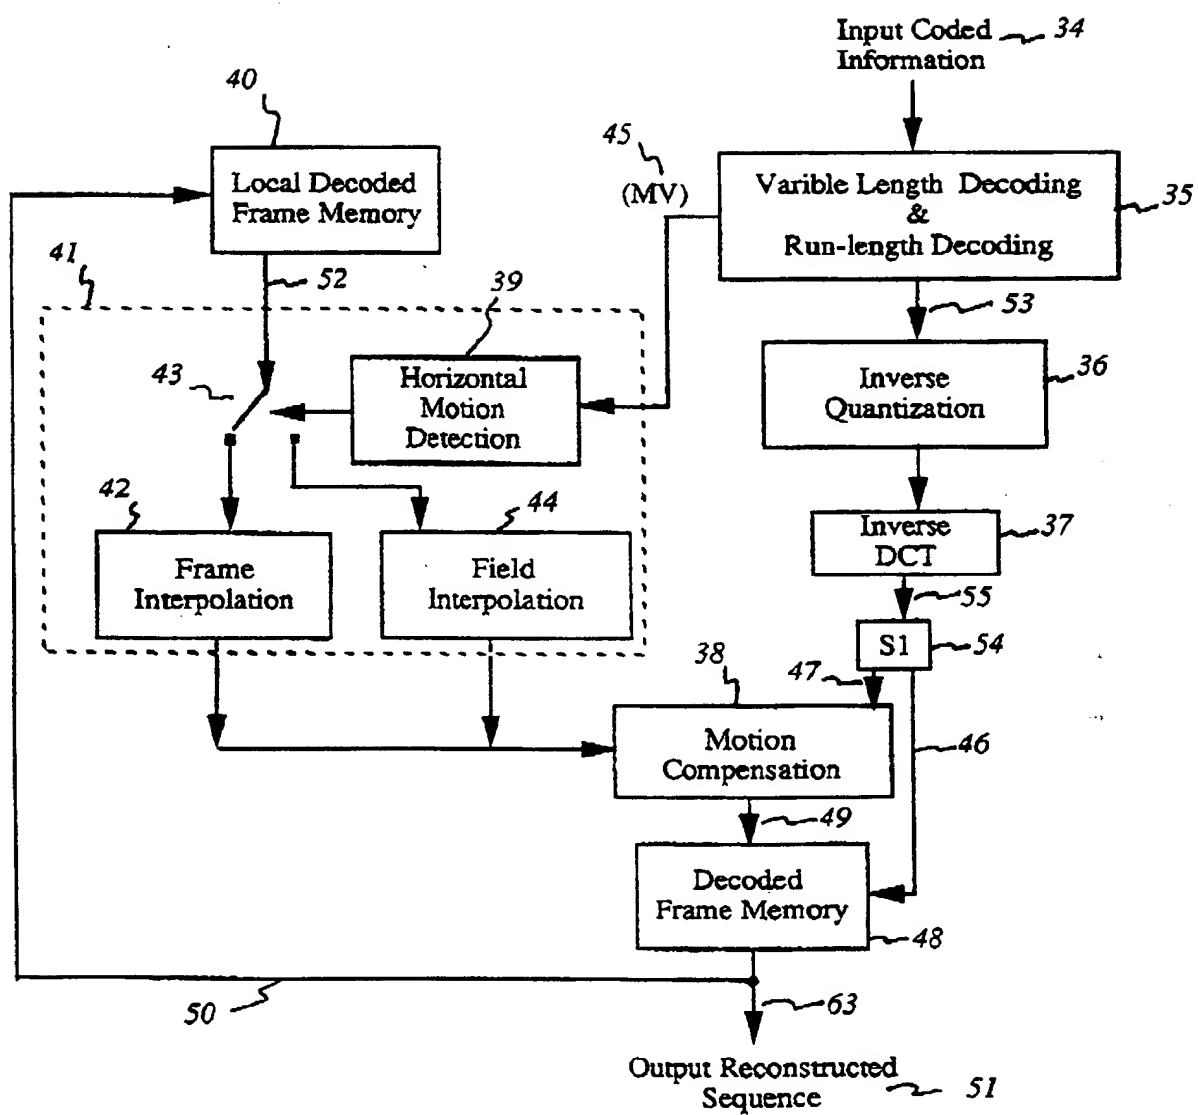 Input Coded
Information
34
40
45
(MV)
Local Decoded
Frame Memory
Varible Length Decoding
&
Run-length Decoding
35
41
52
39
53
43
Horizontal
Motion
Detection
Inverse
Quantization
36
42
44
Inverse
DCT
37
Frame
Interpolation
Field
Interpolation
55
S1
54
38
47
Motion
Compensation
46
49
Decoded
Frame Memory
48
50
63
Output Reconstructed
Sequence
51